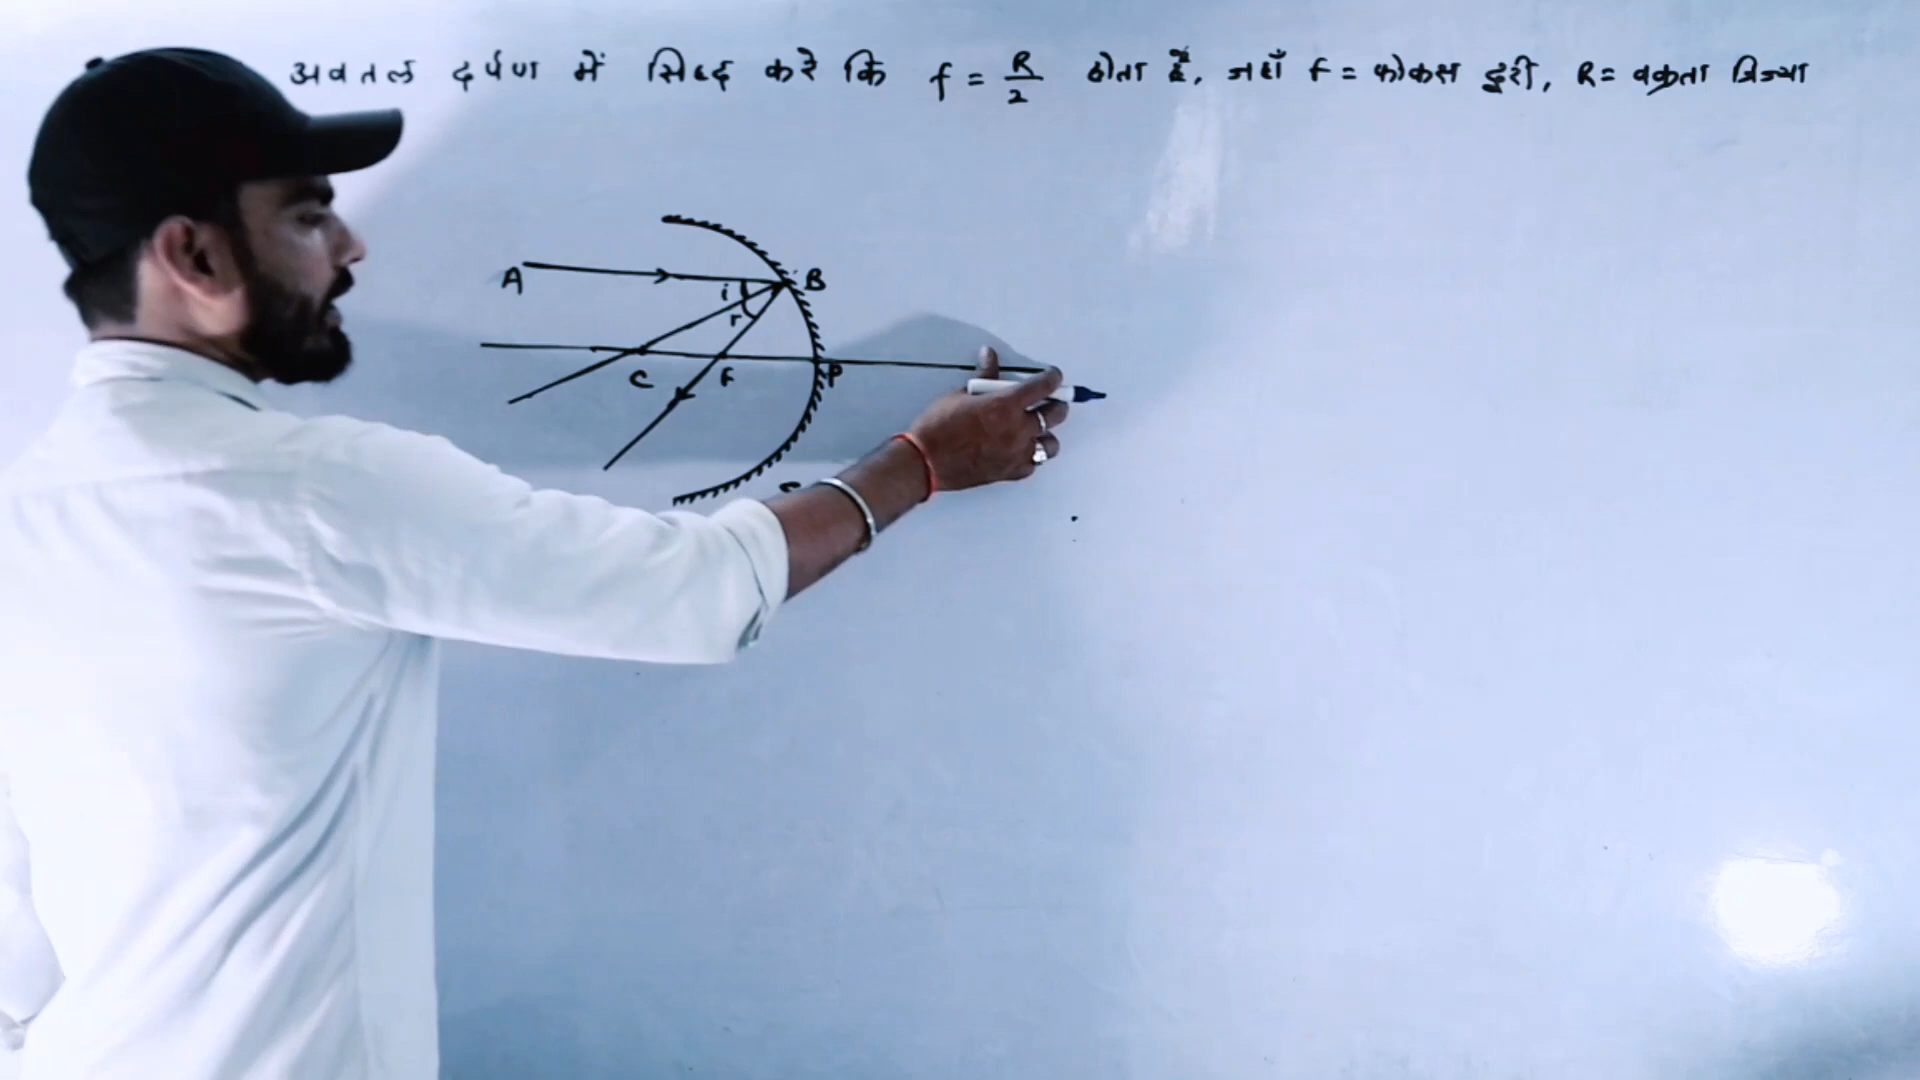 अवतल दर्पण में सिद्ध करे कि f = R/2 होता है, जहाँ f = फोकस दुरी, R = वक्रता त्रिज्या
A B
i
r
C F P